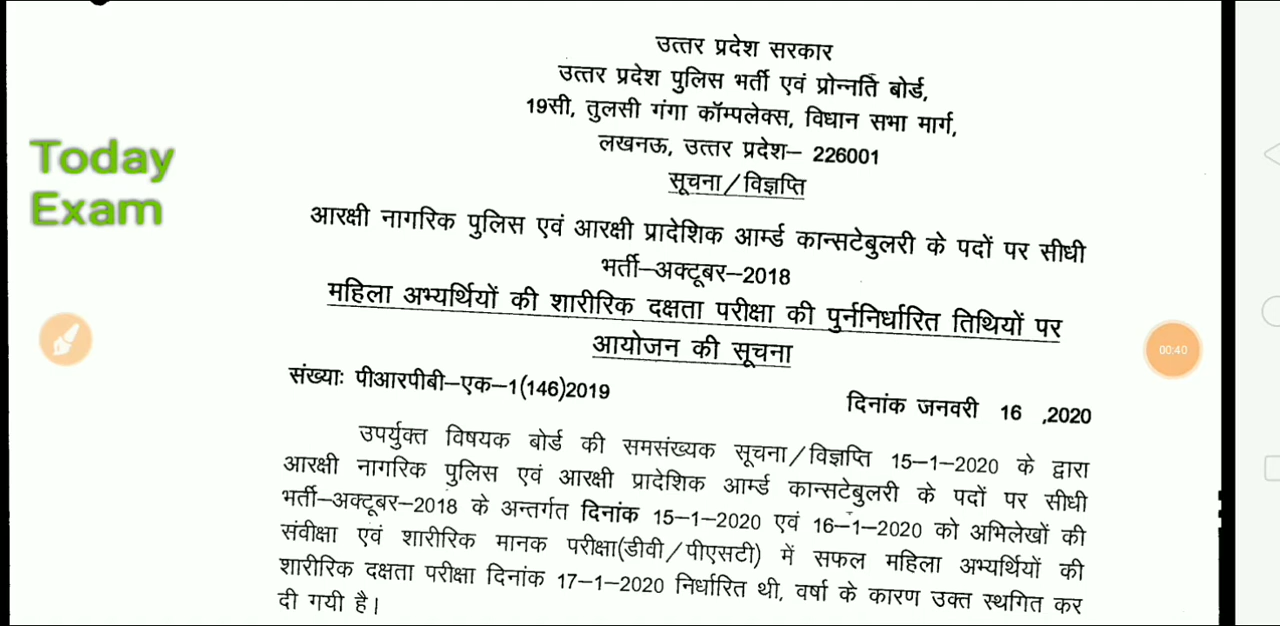 उत्तर प्रदेश सरकार
उत्तर प्रदेश पुलिस भर्ती एवं प्रोन्नति बोर्ड,
19सी, तुलसी गंगा कॉम्पलेक्स, विधान सभा मार्ग,
लखनऊ, उत्तर प्रदेश– 226001
सूचना/विज्ञप्ति
Today
Exam
आरक्षी नागरिक पुलिस एवं आरक्षी प्रादेशिक आर्म्ड कान्सटेबुलरी के पदों पर सीधी
भर्ती–अक्टूबर–2018
महिला अभ्यर्थियों की शारीरिक दक्षता परीक्षा की पुर्ननिर्धारित तिथियों पर
आयोजन की सूचना
00:40
संख्याः पीआरपीबी–एक–1(146)2019 दिनांक जनवरी 16 ,2020
उपर्युक्त विषयक बोर्ड की समसंख्यक सूचना/विज्ञप्ति 15–1–2020 के द्वारा
आरक्षी नागरिक पुलिस एवं आरक्षी प्रादेशिक आर्म्ड कान्सटेबुलरी के पदों पर सीधी
भर्ती–अक्टूबर–2018 के अन्तर्गत दिनांक 15–1–2020 एवं 16–1–2020 को अभिलेखों की
संवीक्षा एवं शारीरिक मानक परीक्षा(डीवी/पीएसटी) में सफल महिला अभ्यर्थियों की
शारीरिक दक्षता परीक्षा दिनांक 17–1–2020 निर्धारित थी, वर्षा के कारण उक्त स्थगित कर
दी गयी है।